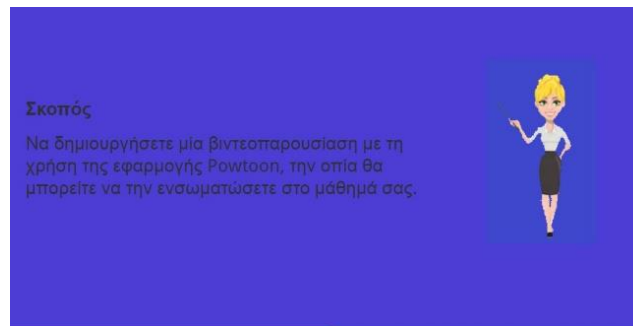 Σκοπός
Να δημιουργήσετε μία βιντεοπαρουσίαση με τη
χρήση της εφαρμογής Powtoon, την οπία θα
μπορείτε να την ενσωματώσετε στο μάθημά σας.